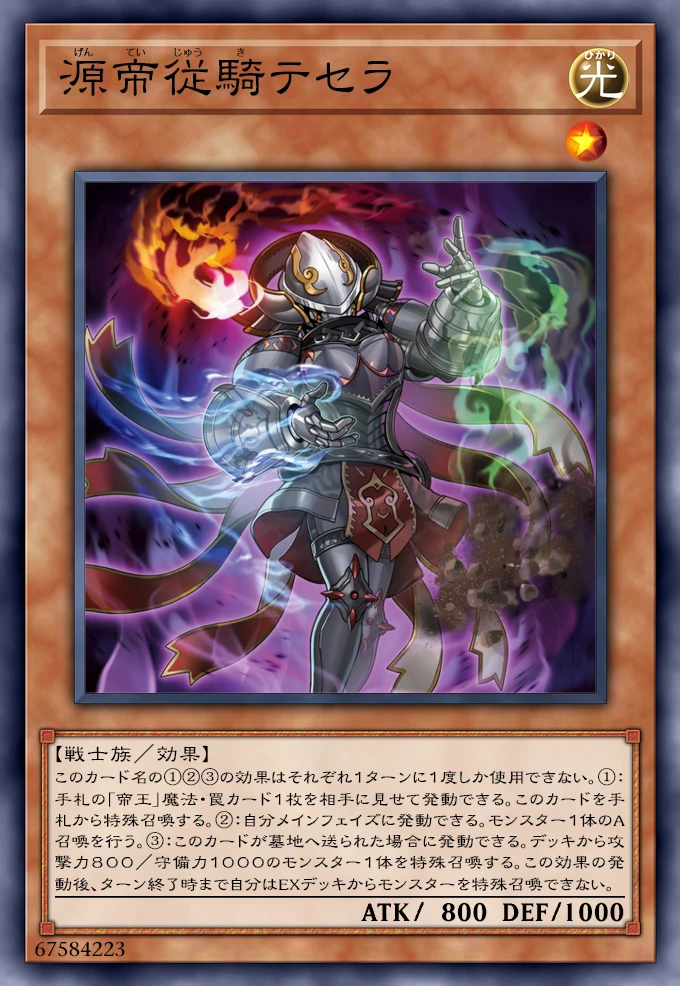 げん てい じゅう き
源帝従騎テセラ
ひかり
光
【戦士族／効果】
このカード名の①②③の効果はそれぞれ1ターンに1度しか使用できない。①：
手札の「帝王」魔法・罠カード1枚を相手に見せて発動できる。このカードを手
札から特殊召喚する。②：自分メインフェイズに発動できる。モンスター1体のA
召喚を行う。③：このカードが墓地へ送られた場合に発動できる。デッキから攻
撃力800／守備力1000のモンスター1体を特殊召喚する。この効果の発
動後、ターン終了時まで自分はEXデッキからモンスターを特殊召喚できない。
ATK/ 800 DEF/1000
67584223